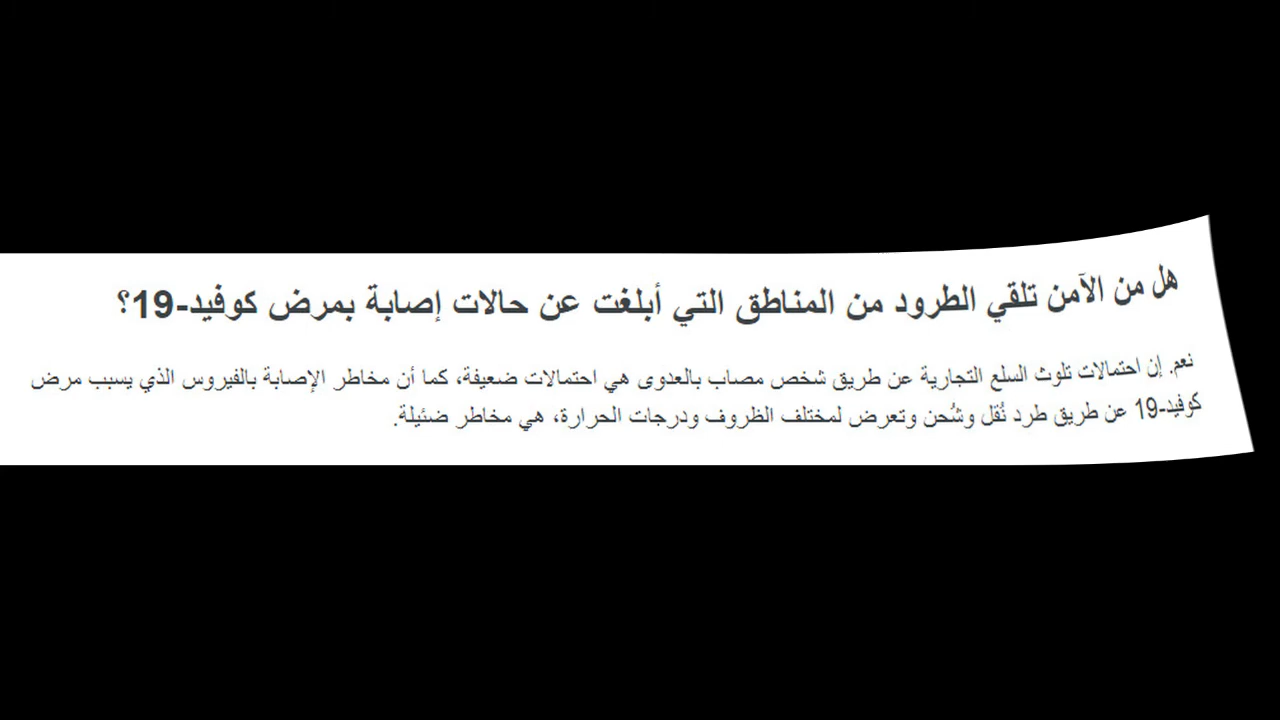 هل من الآمن تلقي الطرود من المناطق التي أبلغت عن حالات إصابة بمرض كوفيد-19؟
نعم. إن احتمالات تلوث السلع التجارية عن طريق شخص مصاب بالعدوى هي احتمالات ضعيفة، كما أن مخاطر الإصابة بالفيروس الذي يسبب مرض
كوفيد-19 عن طريق طرد نُقل وشُحن وتعرض لمختلف الظروف ودرجات الحرارة، هي مخاطر ضئيلة.